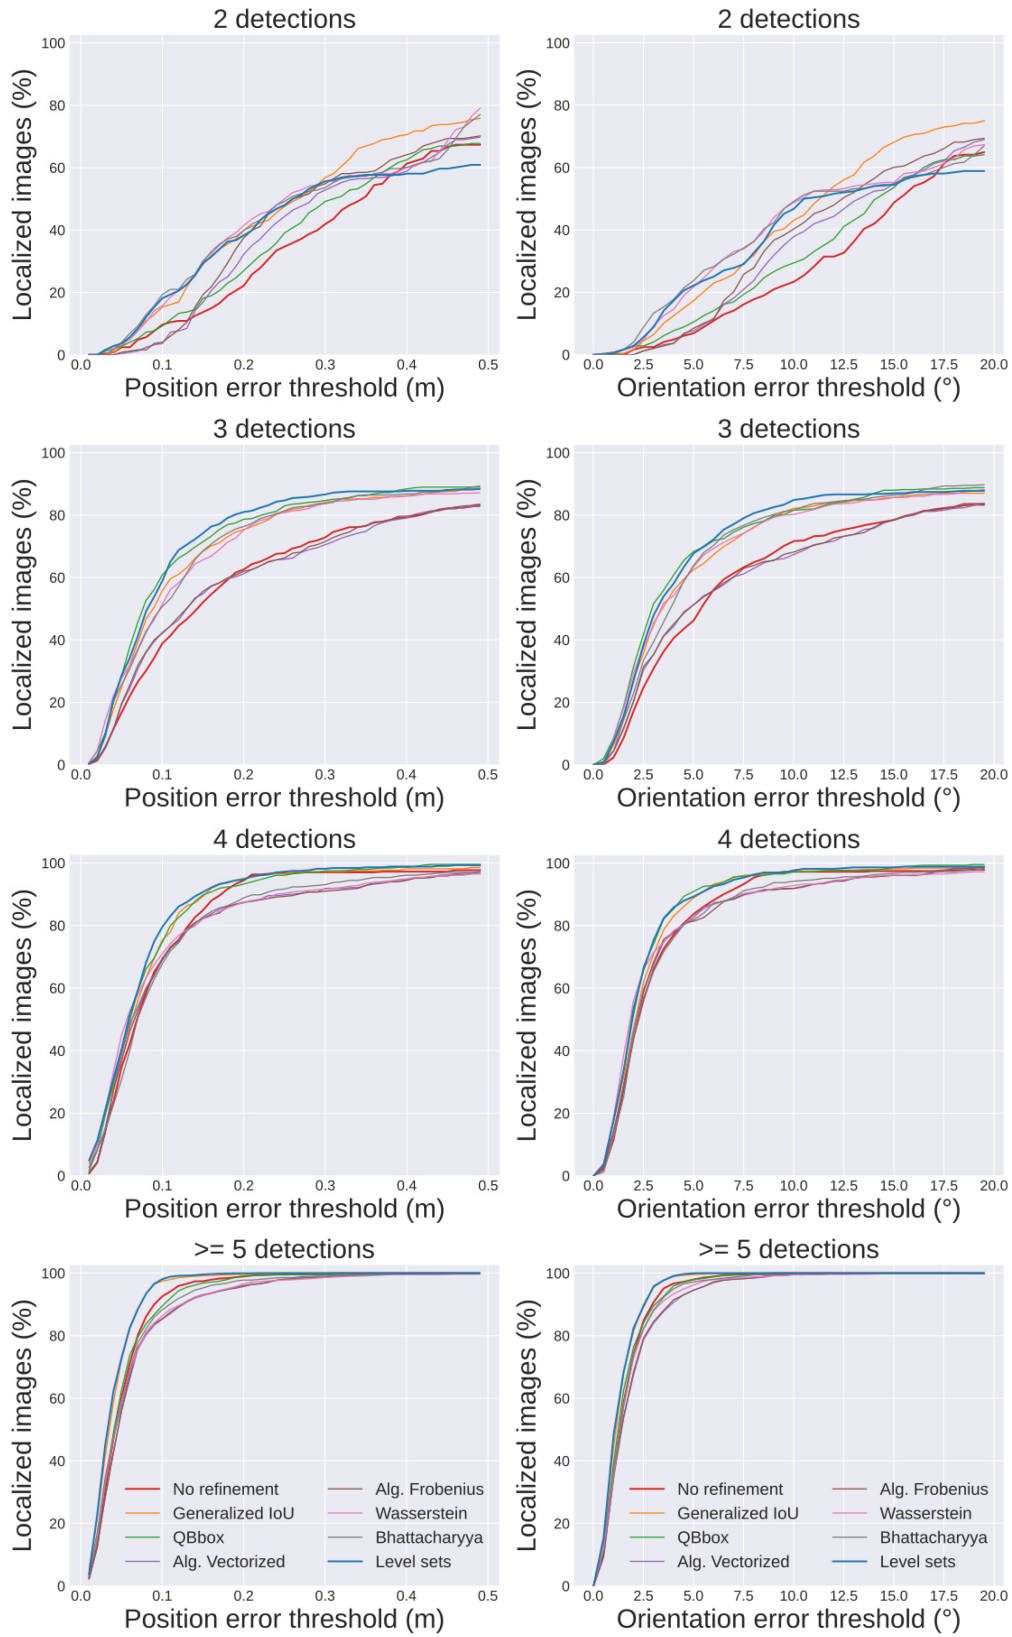 2 detections
Localized images (%)
100
80
60
40
20
0
0.0 0.1 0.2 0.3 0.4 0.5
Position error threshold (m)
2 detections
Localized images (%)
100
80
60
40
20
0
0.0 2.5 5.0 7.5 10.0 12.5 15.0 17.5 20.0
Orientation error threshold (°)
3 detections
Localized images (%)
100
80
60
40
20
0
0.0 0.1 0.2 0.3 0.4 0.5
Position error threshold (m)
3 detections
Localized images (%)
100
80
60
40
20
0
0.0 2.5 5.0 7.5 10.0 12.5 15.0 17.5 20.0
Orientation error threshold (°)
4 detections
Localized images (%)
100
80
60
40
20
0
0.0 0.1 0.2 0.3 0.4 0.5
Position error threshold (m)
4 detections
Localized images (%)
100
80
60
40
20
0
0.0 2.5 5.0 7.5 10.0 12.5 15.0 17.5 20.0
Orientation error threshold (°)
>= 5 detections
Localized images (%)
100
80
60
40
20
0
No refinement
Generalized IoU
QBbox
Alg. Vectorized
Alg. Frobenius
Wasserstein
Bhattacharyya
Level sets
0.0 0.1 0.2 0.3 0.4 0.5
Position error threshold (m)
>= 5 detections
Localized images (%)
100
80
60
40
20
0
No refinement
Generalized IoU
QBbox
Alg. Vectorized
Alg. Frobenius
Wasserstein
Bhattacharyya
Level sets
0.0 2.5 5.0 7.5 10.0 12.5 15.0 17.5 20.0
Orientation error threshold (°)